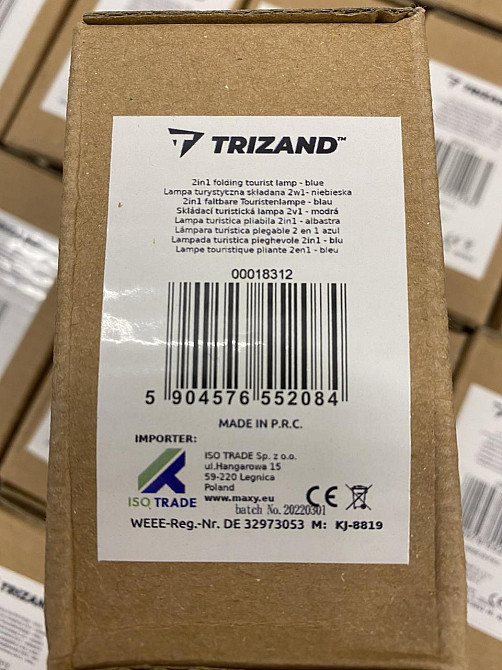 TRIZAND™
2in1 folding tourist lamp - blue
Lampa turystyczna składana 2w1- niebieska
2in1 faltbare Touristenlampe - blau
Skládací turistická lampa 2v1 - modrá
Lampa turistica pliabila 2in1 - albastra
Lámpara turistica plegable 2 en 1 azul
Lampada turistica pieghevole 2in1 - blu
Lampe touristique pliante 2en1 - bleu
00018312
5 904576 552084
MADE IN P.R.C.
IMPORTER:
ISO TRADE Sp. z o.o.
ul.Hangarowa 15
59-220 Legnica
Poland
www.maxy.eu
ISO TRADE
CE
batch No.20220301
WEEE-Reg.-Nr. DE 32973053 M: KJ-8819
TRIZAND